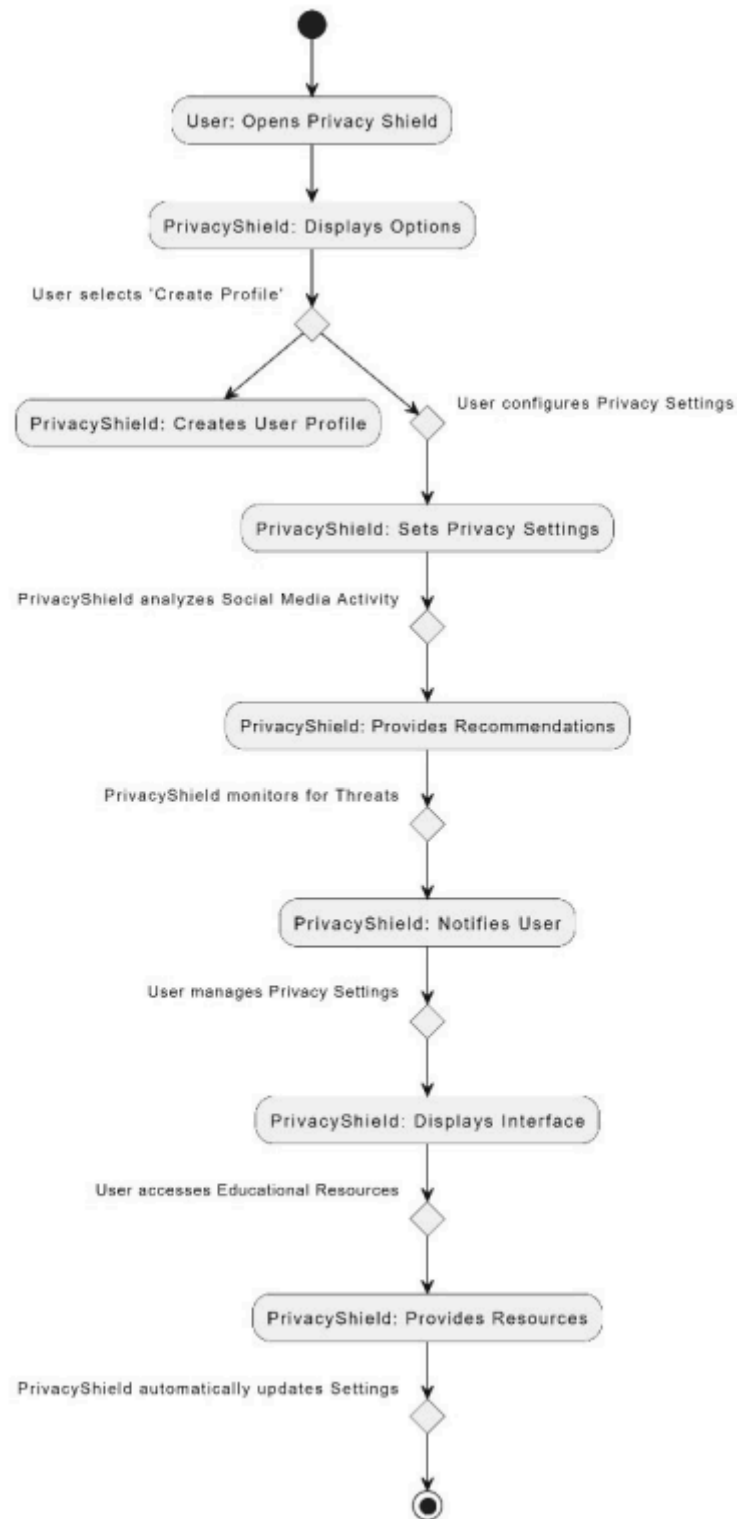 User: Opens Privacy Shield
PrivacyShield: Displays Options
User selects 'Create Profile'
PrivacyShield: Creates User Profile
User configures Privacy Settings
PrivacyShield: Sets Privacy Settings
PrivacyShield analyzes Social Media Activity
PrivacyShield: Provides Recommendations
PrivacyShield monitors for Threats
PrivacyShield: Notifies User
User manages Privacy Settings
PrivacyShield: Displays Interface
User accesses Educational Resources
PrivacyShield: Provides Resources
PrivacyShield automatically updates Settings